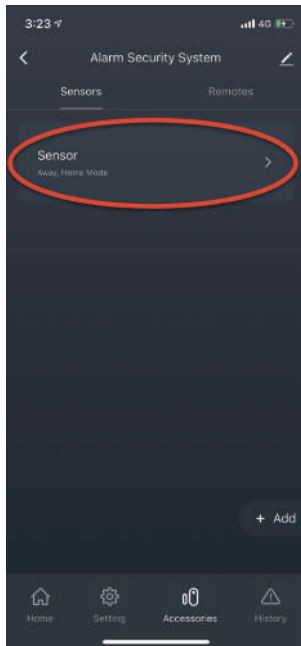 3:23
4G
Alarm Security System
Sensors Remotes
Sensor
Away, Home Mode
+ Add
Home Setting Accessories History